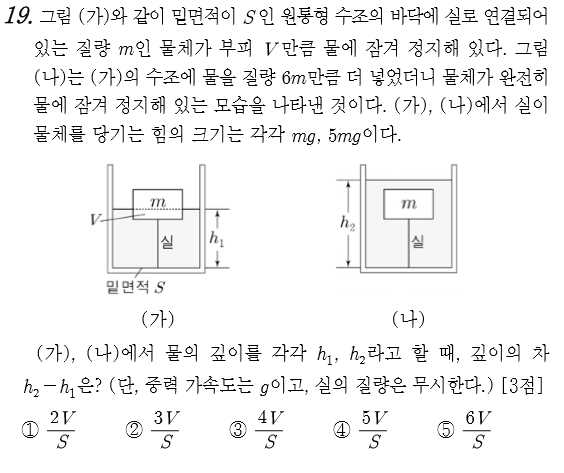 19. 그림 (가)와 같이 밑면적이 S인 원통형 수조의 바닥에 실로 연결되어
있는 질량 m인 물체가 부피 V만큼 물에 잠겨 정지해 있다. 그림
(나)는 (가)의 수조에 물을 질량 6m만큼 더 넣었더니 물체가 완전히
물에 잠겨 정지해 있는 모습을 나타낸 것이다. (가), (나)에서 실이
물체를 당기는 힘의 크기는 각각 mg, 5mg이다.
m
V
실
h₁
밑면적 S
(가)
m
h₂
실
(나)
(가), (나)에서 물의 깊이를 각각 h₁, h₂라고 할 때, 깊이의 차
h₂-h₁은? (단, 중력 가속도는 g이고, 실의 질량은 무시한다.) [3점]
① 2V/S ② 3V/S ③ 4V/S ④ 5V/S ⑤ 6V/S